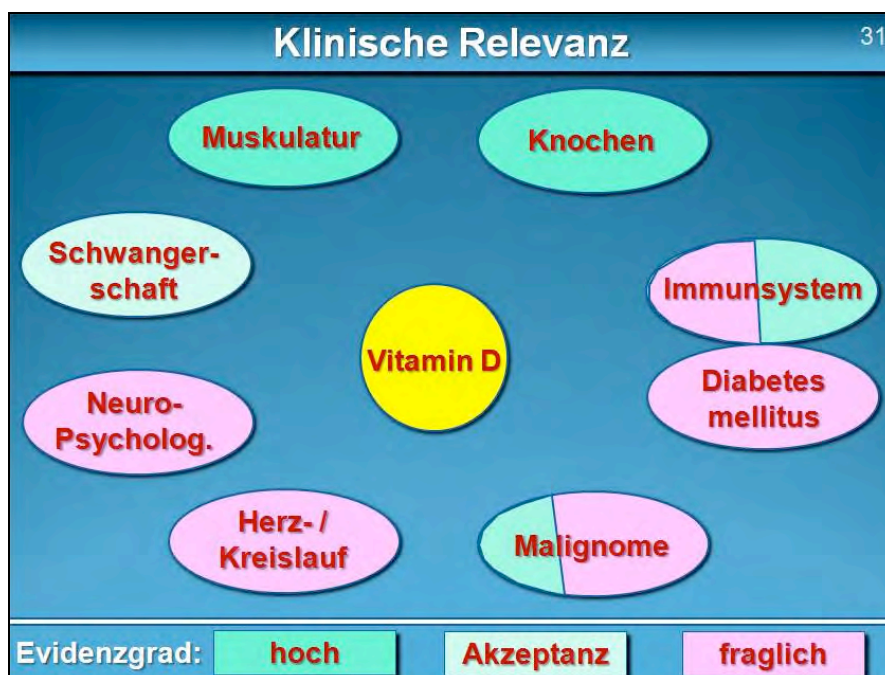 Klinische Relevanz
31
Muskulatur
Knochen
Schwanger-
schaft
Immunsystem
Vitamin D
Diabetes
mellitus
Neuro-
Psycholog.
Herz- /
Kreislauf
Malignome
Evidenzgrad: hoch Akzeptanz fraglich